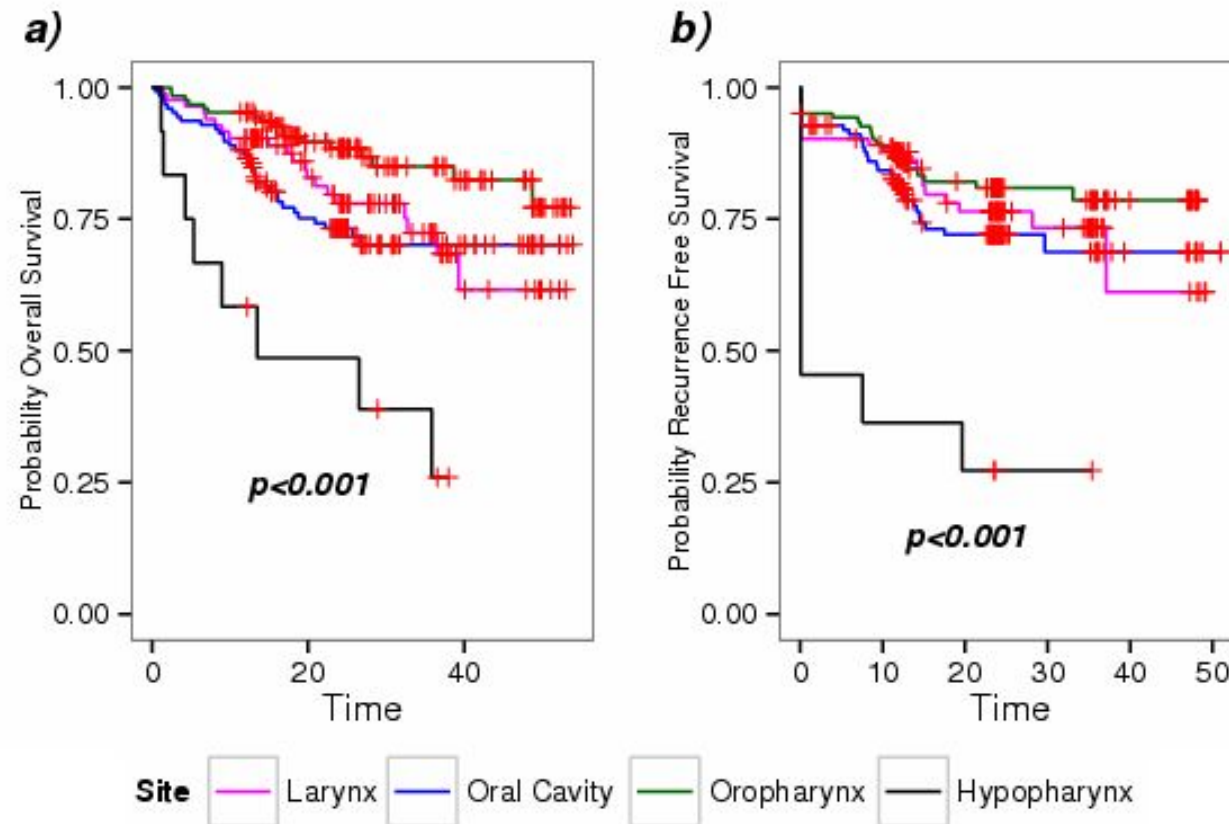 a)
Probability Overall Survival
1.00
0.75
0.50
0.25
0.00
p<0.001
0 20 40
Time
b)
Probability Recurrence Free Survival
1.00
0.75
0.50
0.25
0.00
p<0.001
0 10 20 30 40 50
Time
Site Larynx Oral Cavity Oropharynx Hypopharynx